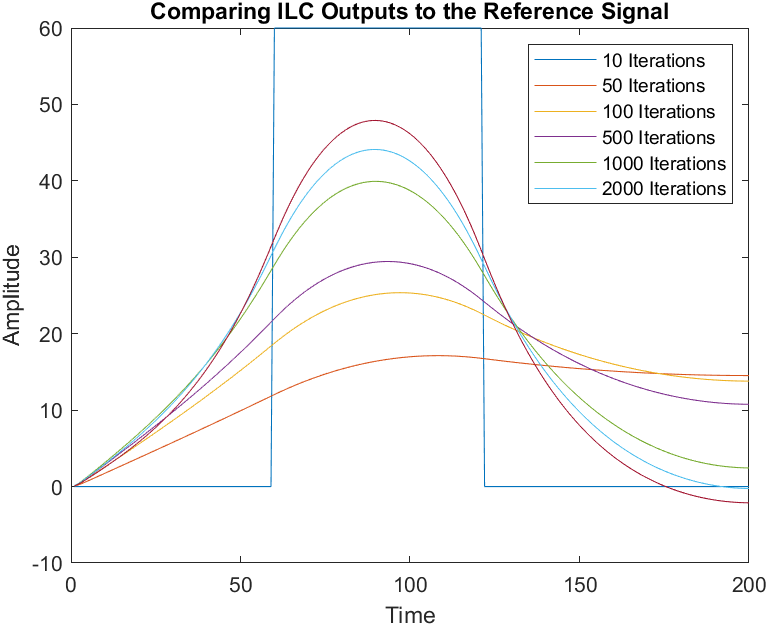 Comparing ILC Outputs to the Reference Signal
60
50
40
30
20
10
0
-10
Amplitude
10 Iterations
50 Iterations
100 Iterations
500 Iterations
1000 Iterations
2000 Iterations
0 50 100 150 200
Time